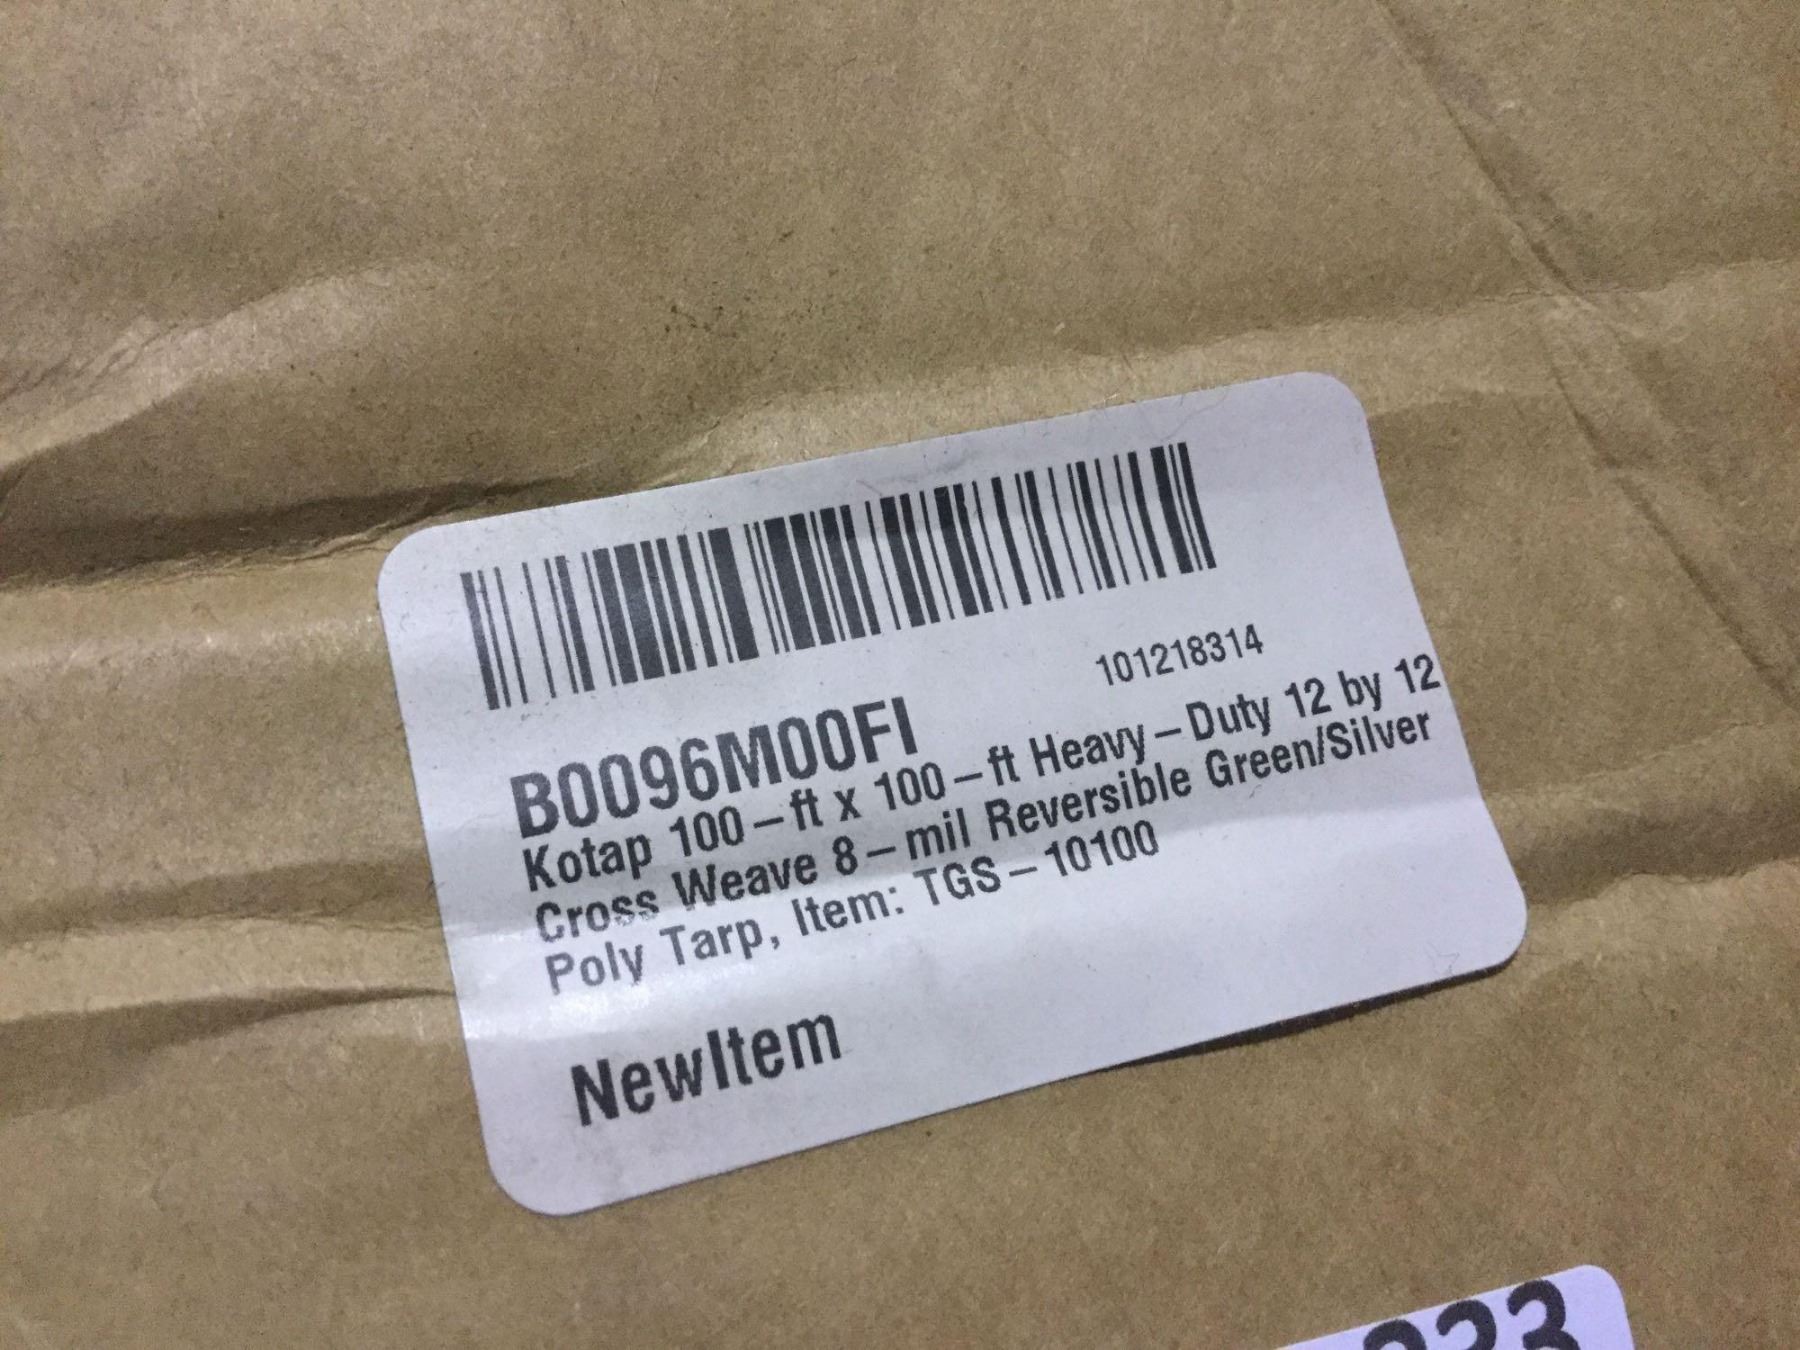 101218314
B0096M00FI
Kotap 100-ft x 100-ft Heavy-Duty 12 by 12
Cross Weave 8-mil Reversible Green/Silver
Poly Tarp, Item: TGS-10100
NewItem